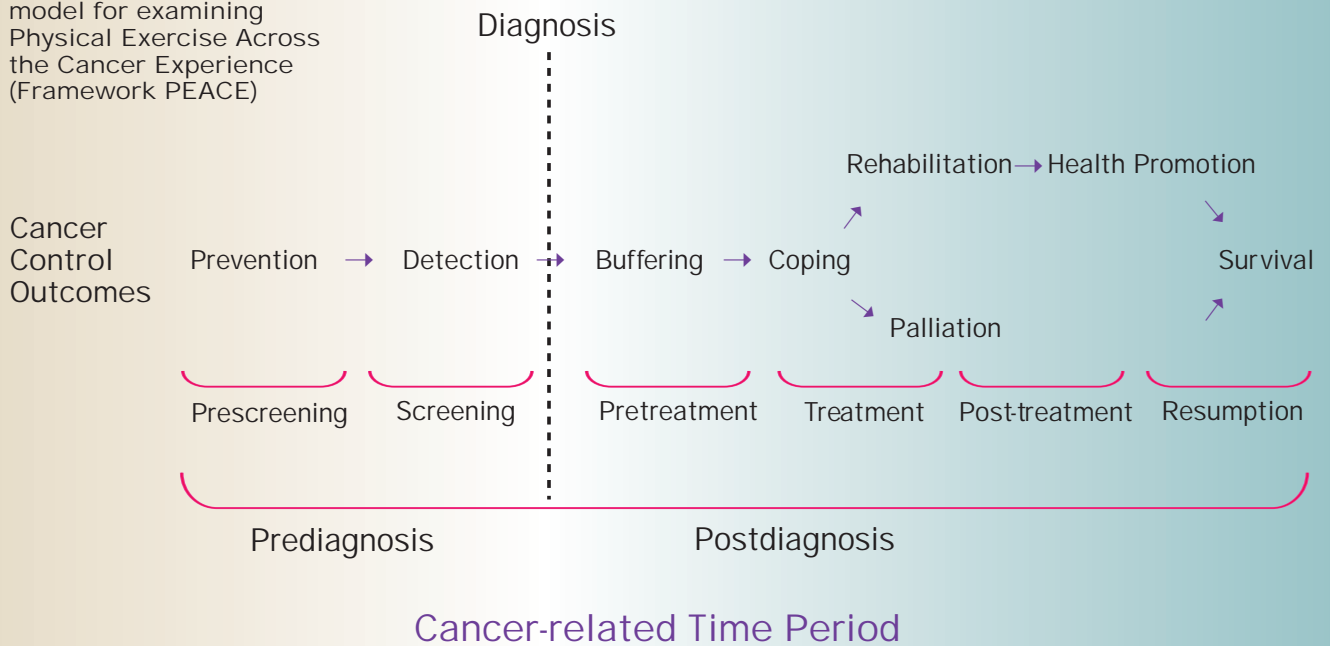 model for examining
Physical Exercise Across
the Cancer Experience
(Framework PEACE)
Diagnosis
Rehabilitation → Health Promotion
Cancer
Control
Outcomes
Prevention → Detection → Buffering → Coping
Survival
Palliation
Prescreening Screening Pretreatment Treatment Post-treatment Resumption
Prediagnosis Postdiagnosis
Cancer-related Time Period